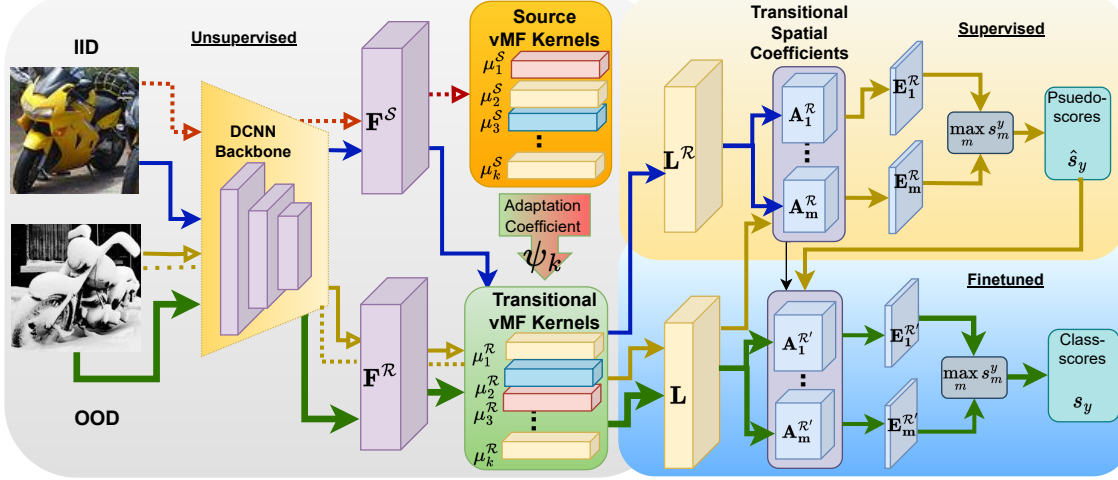 IID
Unsupervised
DCNN
Backbone
OOD
F^S
F^R
Source
vMF Kernels
μ_1^S
μ_2^S
μ_3^S
⋮
μ_k^S
Adaptation
Coefficient
ψ_k
Transitional
vMF Kernels
μ_1^R
μ_2^R
μ_3^R
⋮
μ_k^R
Transitional
Spatial
Coefficients
Supervised
L^R
A_1^R
⋮
A_m^R
E_1^R
E_m^R
max s_m^y
m
Psuedo-
scores
ŝ_y
Finetuned
L
A_1^R'
⋮
A_m^R'
E_1^R'
E_m^R'
max s_m^y
m
Class-
scores
s_y